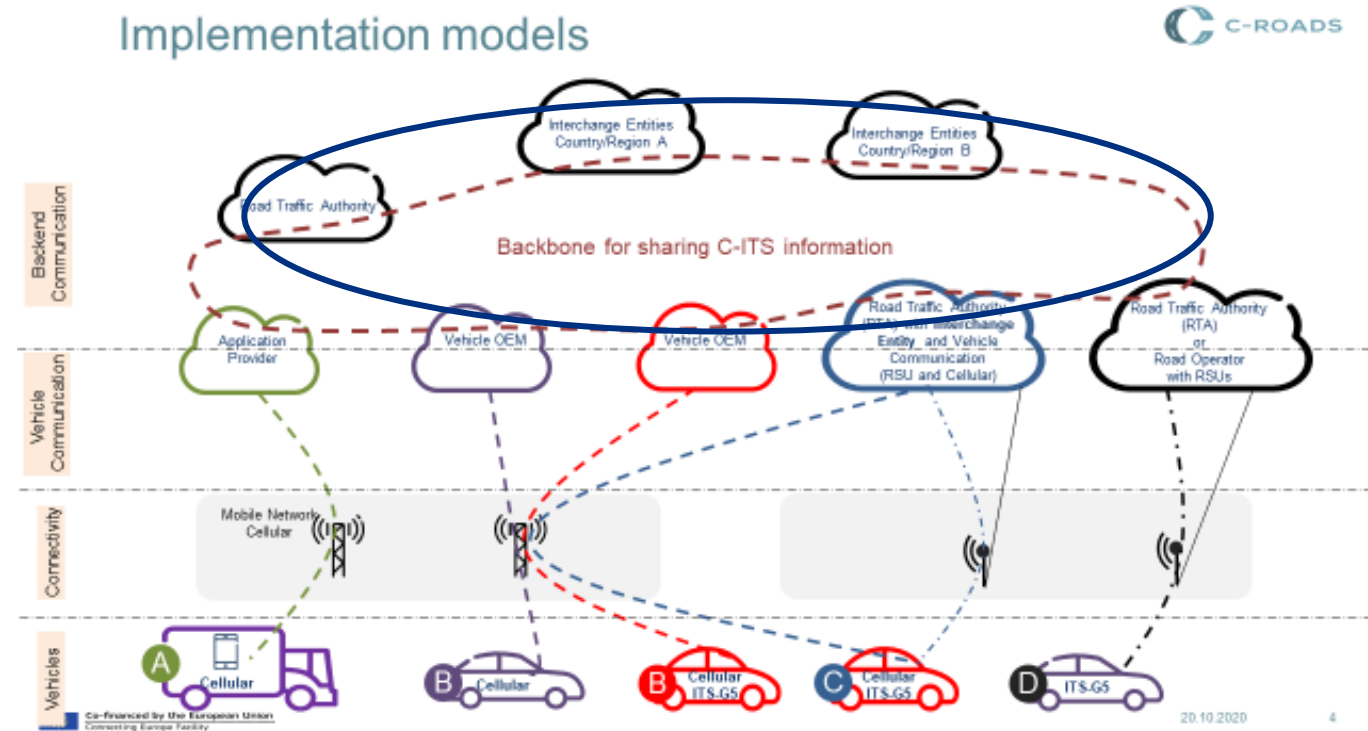 Implementation models
C-ROADS
Interchange Entities
Country/Region A
Interchange Entities
Country/Region B
Road Traffic Authority
Backend
Communication
Backbone for sharing C-ITS information
Application
Provider
Vehicle OEM
Vehicle OEM
Road Traffic Authority
(RTA) with Interchange
Entity and Vehicle
Communication
(RSU and Cellular)
Road Traffic Authority
(RTA)
or
Road Operator
with RSUs
Vehicle
Communication
Connectivity
Mobile Network
Cellular
Vehicles
A
Cellular
B
Cellular
B
Cellular
ITS-G5
C
Cellular
ITS-G5
D
ITS-G5
Co-financed by the European Union
Connecting Europe Facility
20.10.2020
4